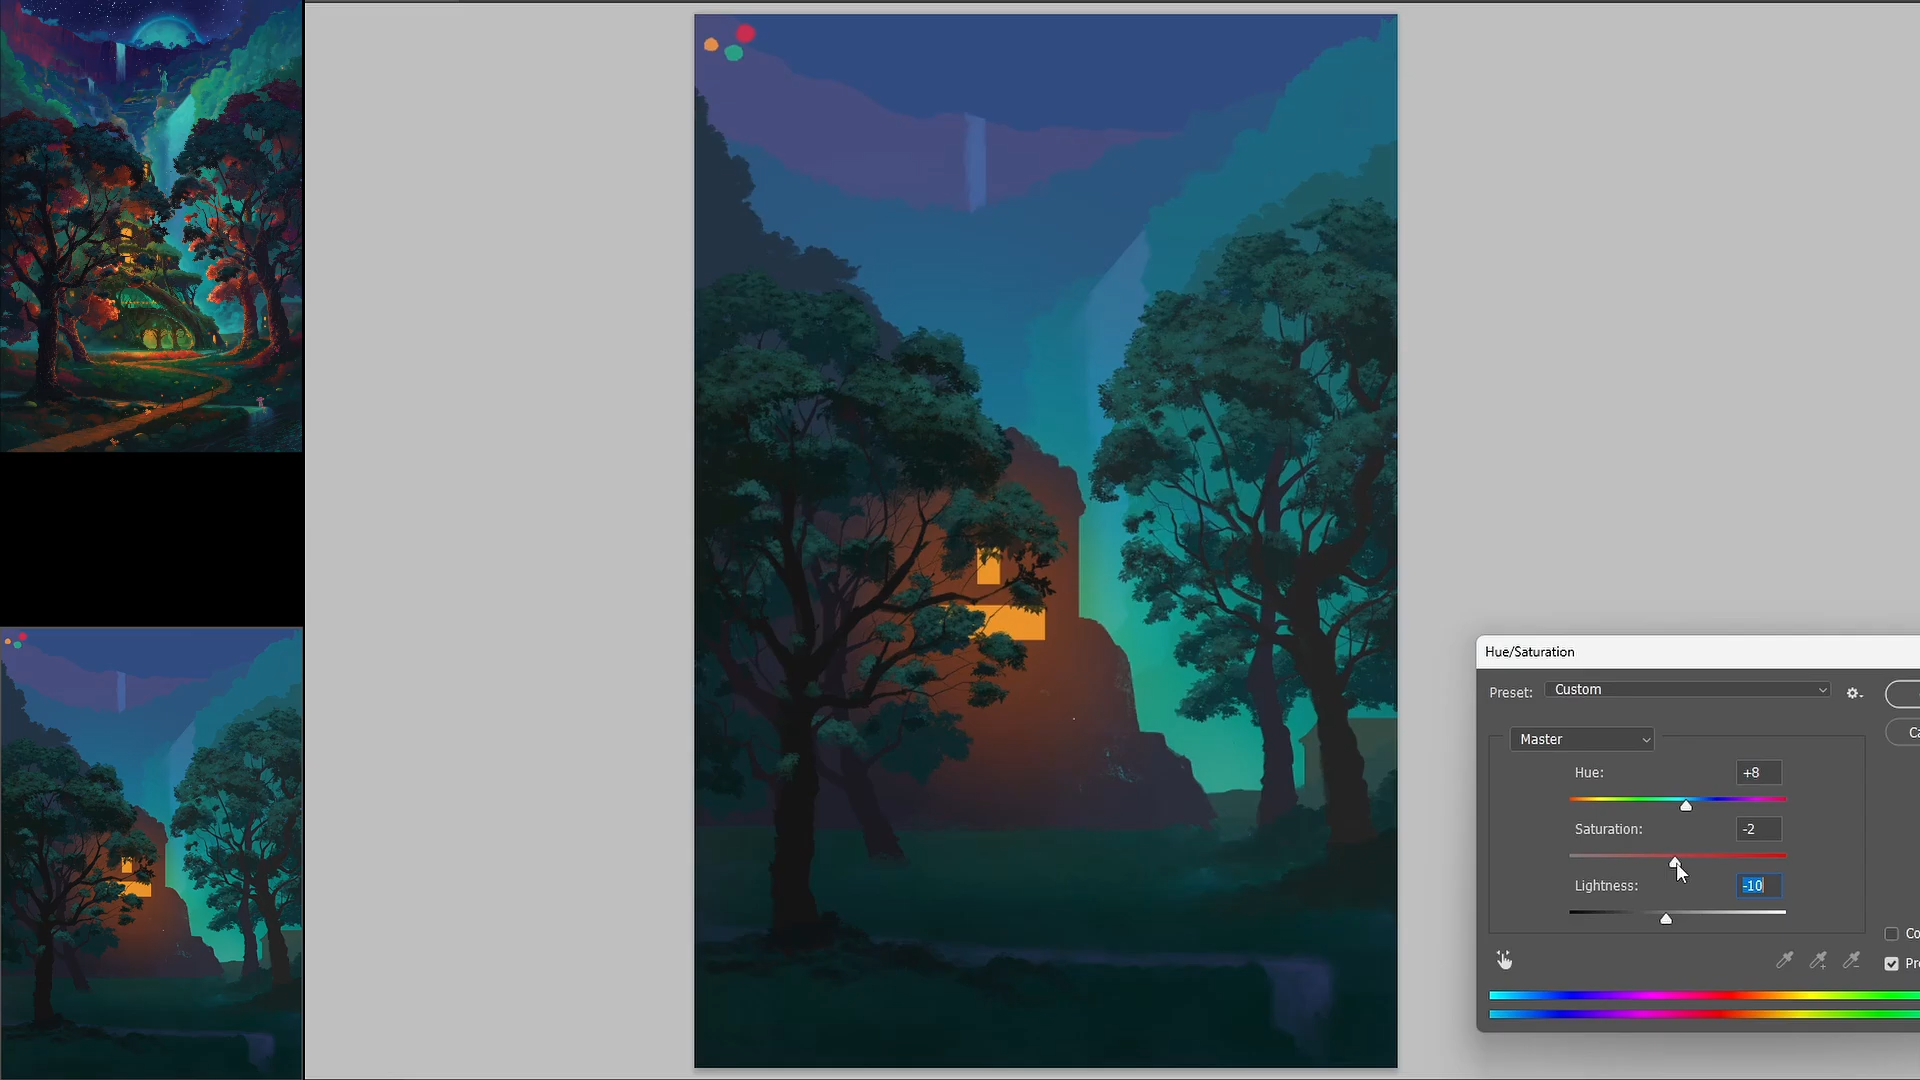 Hue/Saturation
Preset: Custom
Master
Hue: +8
Saturation: -2
Lightness: -10